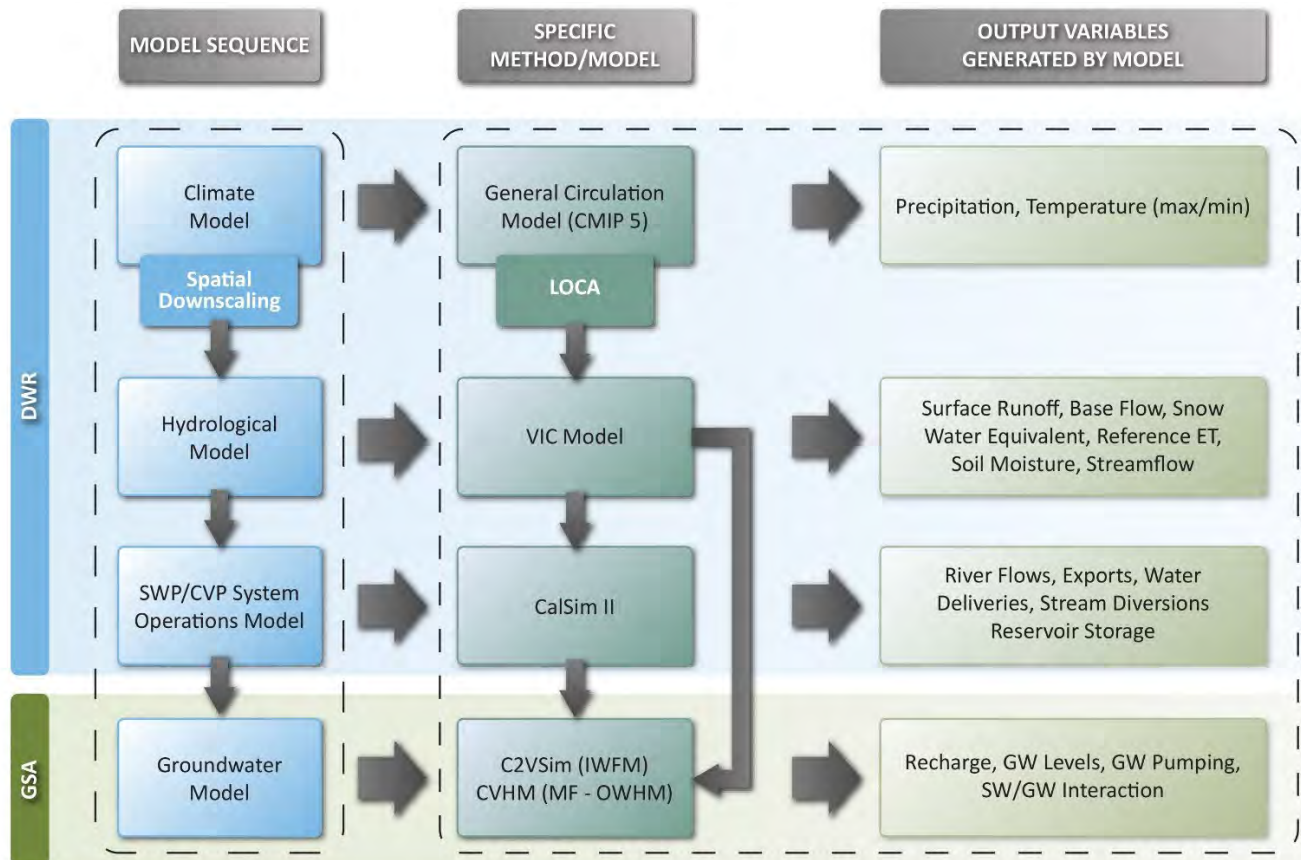 MODEL SEQUENCE
SPECIFIC
METHOD/MODEL
OUTPUT VARIABLES
GENERATED BY MODEL
DWR
Climate
Model
General Circulation
Model (CMIP 5)
Precipitation, Temperature (max/min)
Spatial
Downscaling
LOCA
Hydrological
Model
VIC Model
Surface Runoff, Base Flow, Snow
Water Equivalent, Reference ET,
Soil Moisture, Streamflow
SWP/CVP System
Operations Model
CalSim II
River Flows, Exports, Water
Deliveries, Stream Diversions
Reservoir Storage
GSA
Groundwater
Model
C2VSim (IWFM)
CVHM (MF - OWHM)
Recharge, GW Levels, GW Pumping,
SW/GW Interaction